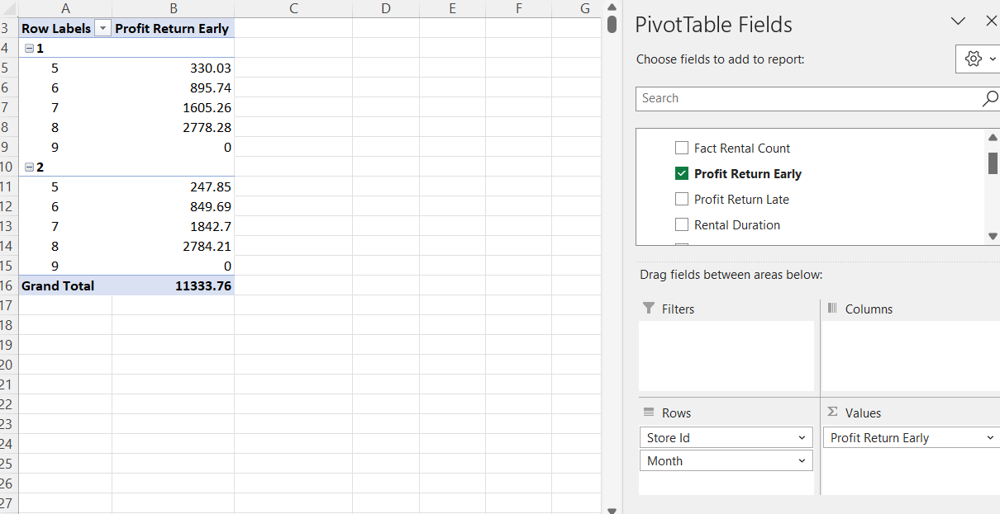 A B C D E F G
3 Row Labels Profit Return Early
4 1
5 5 330.03
6 6 895.74
7 7 1605.26
8 8 2778.28
9 9 0
10 2
11 5 247.85
12 6 849.69
13 7 1842.7
14 8 2784.21
15 9 0
16 Grand Total 11333.76
17
18
19
20
21
22
23
24
25
26
27
PivotTable Fields
Choose fields to add to report:
Search
Fact Rental Count
Profit Return Early
Profit Return Late
Rental Duration
Drag fields between areas below:
Filters Columns
Rows Σ Values
Store Id Profit Return Early
Month